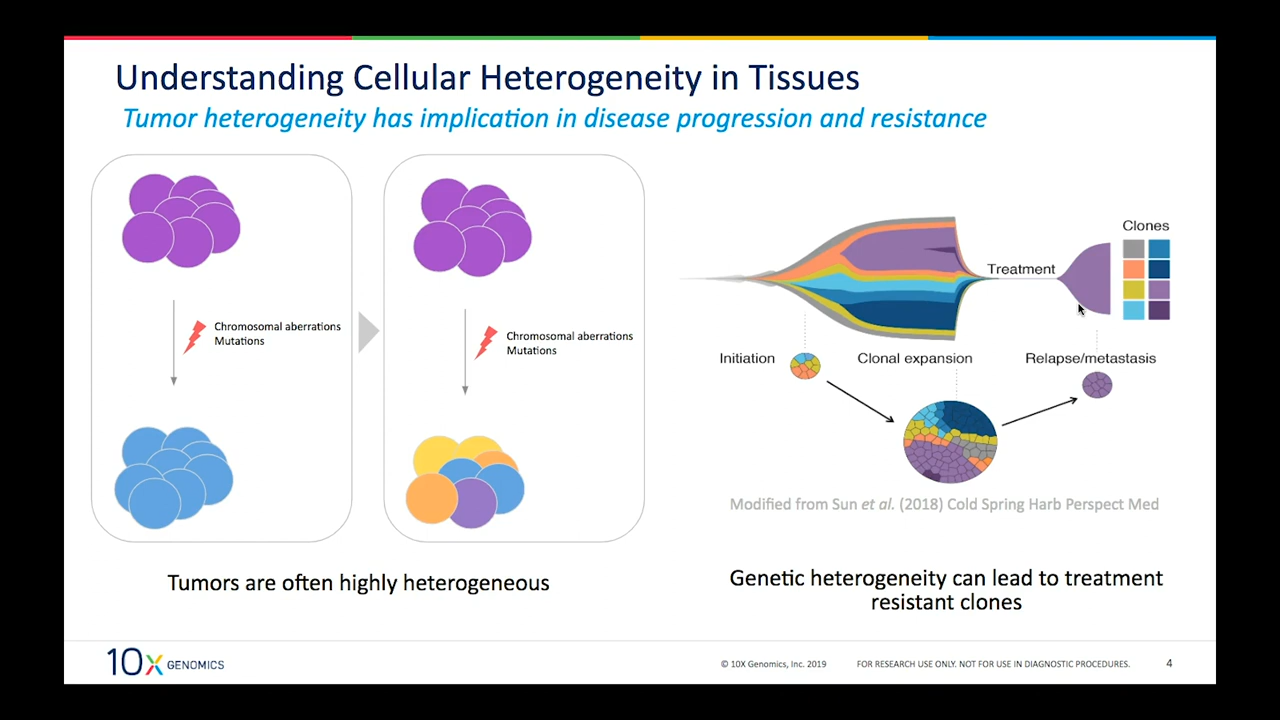 Understanding Cellular Heterogeneity in Tissues
Tumor heterogeneity has implication in disease progression and resistance
Chromosomal aberrations
Mutations
Chromosomal aberrations
Mutations
Tumors are often highly heterogeneous
Clones
Treatment
Initiation
Clonal expansion
Relapse/metastasis
Modified from Sun et al. (2018) Cold Spring Harb Perspect Med
Genetic heterogeneity can lead to treatment
resistant clones
10X GENOMICS
© 10X Genomics, Inc. 2019
FOR RESEARCH USE ONLY. NOT FOR USE IN DIAGNOSTIC PROCEDURES.
4